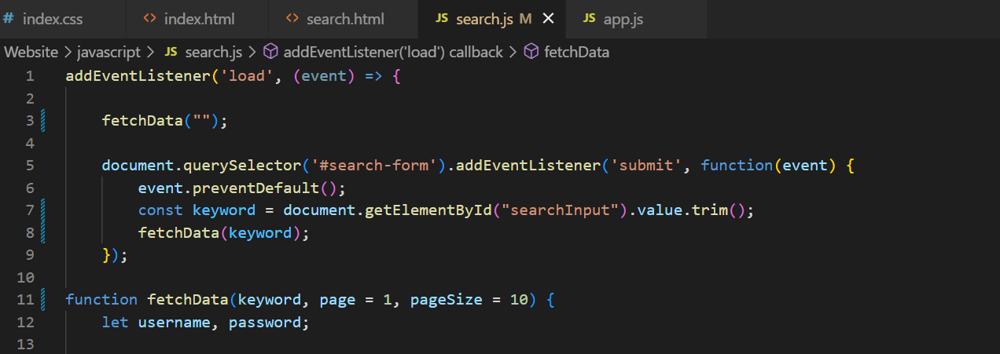 # index.css <> index.html <> search.html JS search.js M × JS app.js
Website > javascript > JS search.js > addEventListener('load') callback > fetchData
1 addEventListener('load', (event) => {
2
3 fetchData("");
4
5 document.querySelector('#search-form').addEventListener('submit', function(event) {
6 event.preventDefault();
7 const keyword = document.getElementById("searchInput").value.trim();
8 fetchData(keyword);
9 });
10
11 function fetchData(keyword, page = 1, pageSize = 10) {
12 let username, password;
13